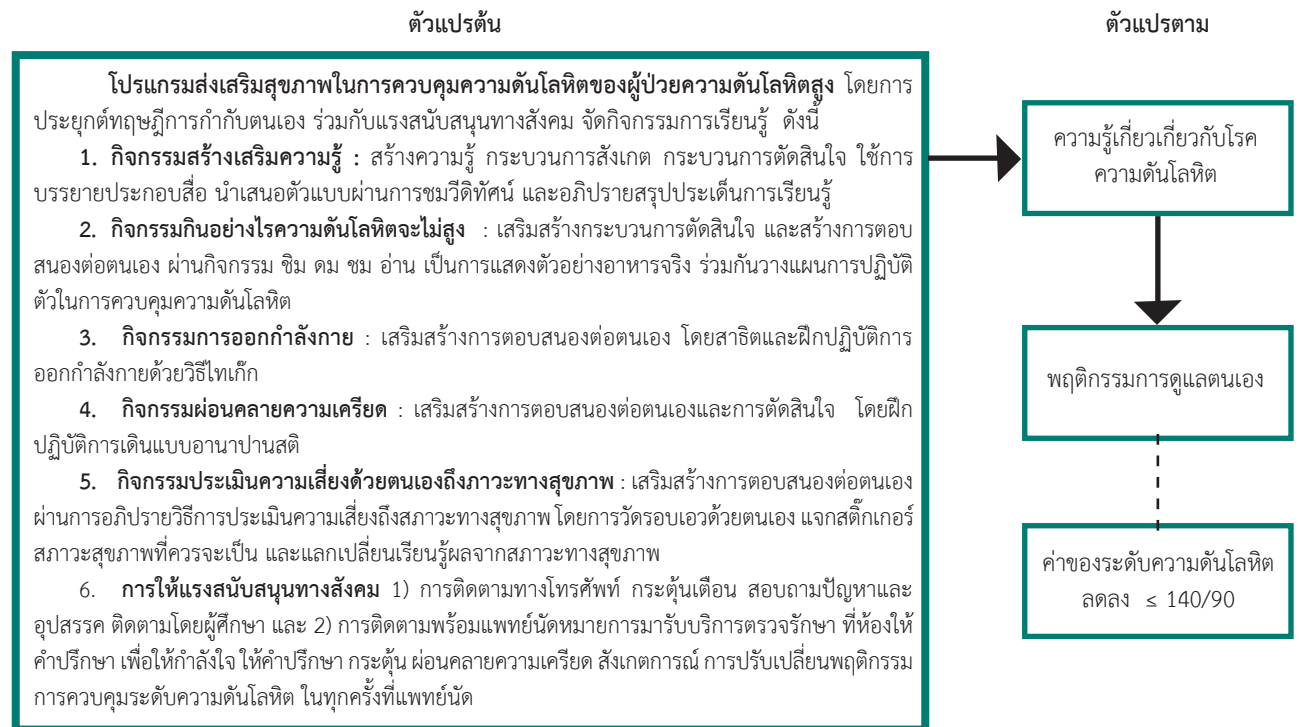 ตัวแปรต้น
ตัวแปรตาม
โปรแกรมส่งเสริมสุขภาพในการควบคุมความดันโลหิตของผู้ป่วยความดันโลหิตสูง โดยการ
ประยุกต์ทฤษฎีการกำกับตนเอง ร่วมกับแรงสนับสนุนทางสังคม จัดกิจกรรมการเรียนรู้ ดังนี้
1. กิจกรรมสร้างเสริมความรู้ : สร้างความรู้ กระบวนการสังเกต กระบวนการตัดสินใจ ใช้การ
บรรยายประกอบสื่อ นำเสนอตัวแบบผ่านการชมวีดิทัศน์ และอภิปรายสรุปประเด็นการเรียนรู้
2. กิจกรรมกินอย่างไรความดันโลหิตจะไม่สูง : เสริมสร้างกระบวนการตัดสินใจ และสร้างการตอบ
สนองต่อตนเอง ผ่านกิจกรรม ชิม ดม ชม อ่าน เป็นการแสดงตัวอย่างอาหารจริง ร่วมกันวางแผนการปฏิบัติ
ตัวในการควบคุมความดันโลหิต
3. กิจกรรมการออกกำลังกาย : เสริมสร้างการตอบสนองต่อตนเอง โดยสาธิตและฝึกปฏิบัติการ
ออกกำลังกายด้วยวิธีไทเก๊ก
4. กิจกรรมผ่อนคลายความเครียด : เสริมสร้างการตอบสนองต่อตนเองและการตัดสินใจ โดยฝึก
ปฏิบัติการเดินแบบอานาปานสติ
5. กิจกรรมประเมินความเสี่ยงด้วยตนเองถึงภาวะทางสุขภาพ : เสริมสร้างการตอบสนองต่อตนเอง
ผ่านการอภิปรายวิธีการประเมินความเสี่ยงถึงสภาวะทางสุขภาพ โดยการวัดรอบเอวด้วยตนเอง แจกสติ๊กเกอร์
สภาวะสุขภาพที่ควรจะเป็น และแลกเปลี่ยนเรียนรู้ผลจากสภาวะทางสุขภาพ
6. การให้แรงสนับสนุนทางสังคม 1) การติดตามทางโทรศัพท์ กระตุ้นเตือน สอบถามปัญหาและ
อุปสรรค ติดตามโดยผู้ศึกษา และ 2) การติดตามพร้อมแพทย์นัดหมายการมารับบริการตรวจรักษา ที่ห้องให้
คำปรึกษา เพื่อให้กำลังใจ ให้คำปรึกษา กระตุ้น ผ่อนคลายความเครียด สังเกตการณ์ การปรับเปลี่ยนพฤติกรรม
การควบคุมระดับความดันโลหิต ในทุกครั้งที่แพทย์นัด
ความรู้เกี่ยวเกี่ยวกับโรค
ความดันโลหิต
พฤติกรรมการดูแลตนเอง
ค่าของระดับความดันโลหิต
ลดลง ≤ 140/90